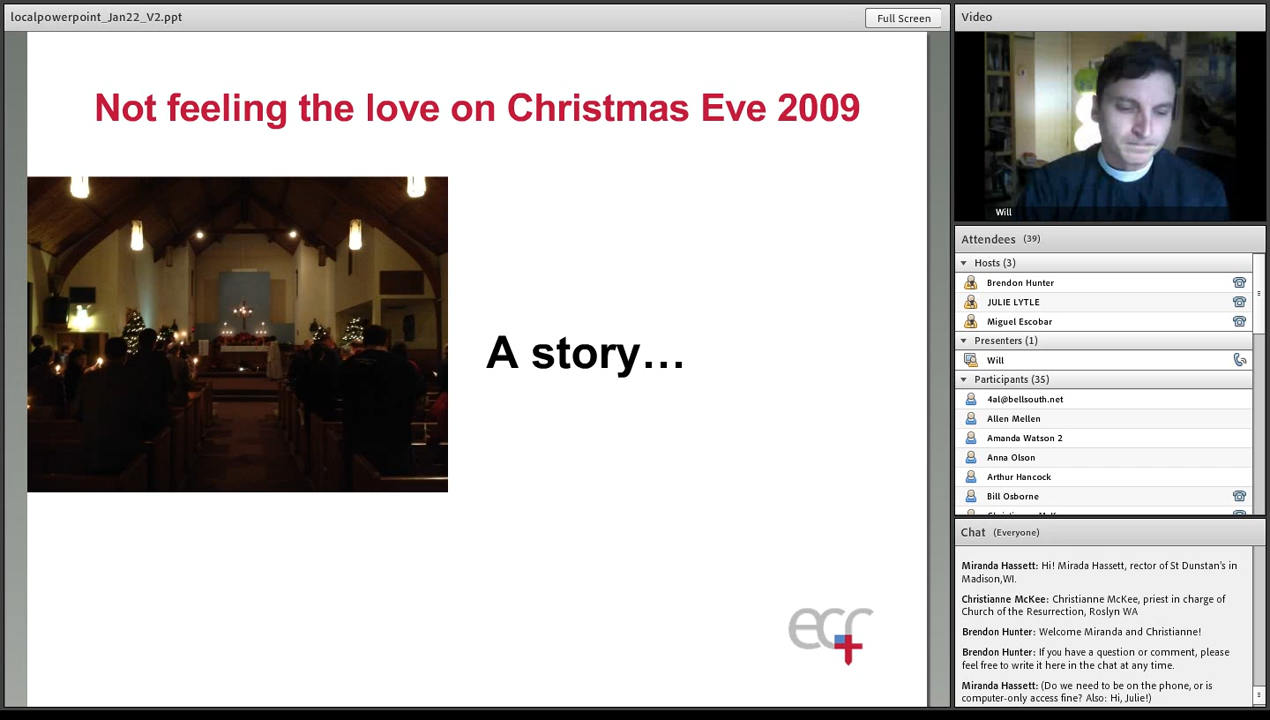 localpowerpoint_Jan22_V2.ppt
Full Screen
Not feeling the love on Christmas Eve 2009
A story…
ecf
Video
Will
Attendees (39)
Hosts (3)
Brendon Hunter
JULIE LYTLE
Miguel Escobar
Presenters (1)
Will
Participants (35)
4al@bellsouth.net
Allen Mellen
Amanda Watson 2
Anna Olson
Arthur Hancock
Bill Osborne
Chat (Everyone)
Miranda Hassett: Hi! Mirada Hassett, rector of St Dunstan's in
Madison,WI.
Christianne McKee: Christianne McKee, priest in charge of
Church of the Resurrection, Roslyn WA
Brendon Hunter: Welcome Miranda and Christianne!
Brendon Hunter: If you have a question or comment, please
feel free to write it here in the chat at any time.
Miranda Hassett: (Do we need to be on the phone, or is
computer-only access fine? Also: Hi, Julie!)